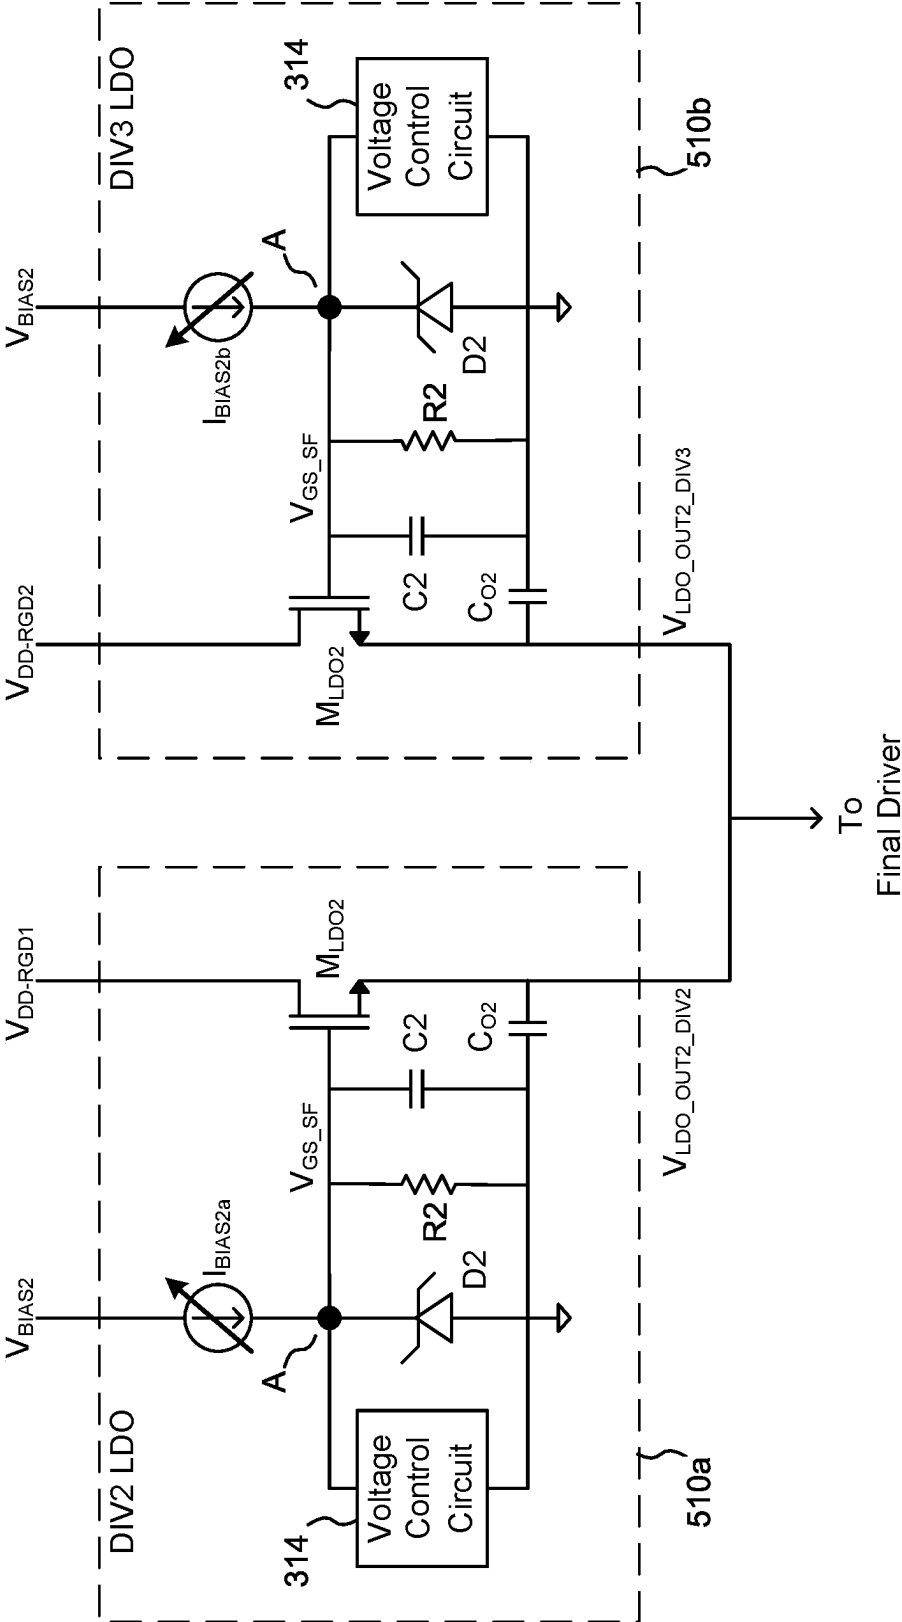 DIV2 LDO
V_BIAS2
V_DD-RGD1
I_BIAS2a
A
V_GS_SF
M_LDO2
314
Voltage
Control
Circuit
D2
R2
C2
C_O2
510a
V_LDO_OUT2_DIV2
To
Final Driver
V_DD-RGD2
V_BIAS2
DIV3 LDO
I_BIAS2b
A
314
V_GS_SF
M_LDO2
C2
R2
D2
Voltage
Control
Circuit
C_O2
V_LDO_OUT2_DIV3
510b